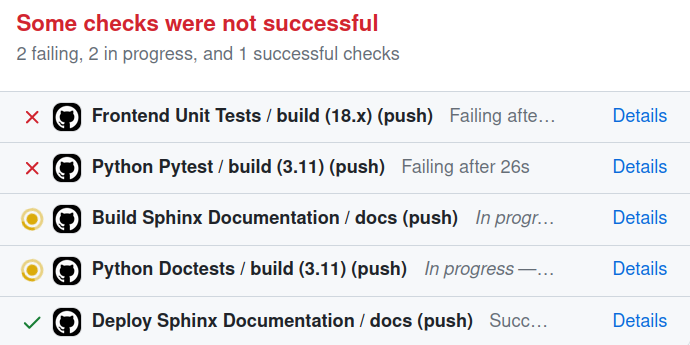 Some checks were not successful
2 failing, 2 in progress, and 1 successful checks
Frontend Unit Tests / build (18.x) (push) Failing afte… Details
Python Pytest / build (3.11) (push) Failing after 26s Details
Build Sphinx Documentation / docs (push) In progr… Details
Python Doctests / build (3.11) (push) In progress —… Details
Deploy Sphinx Documentation / docs (push) Succ… Details